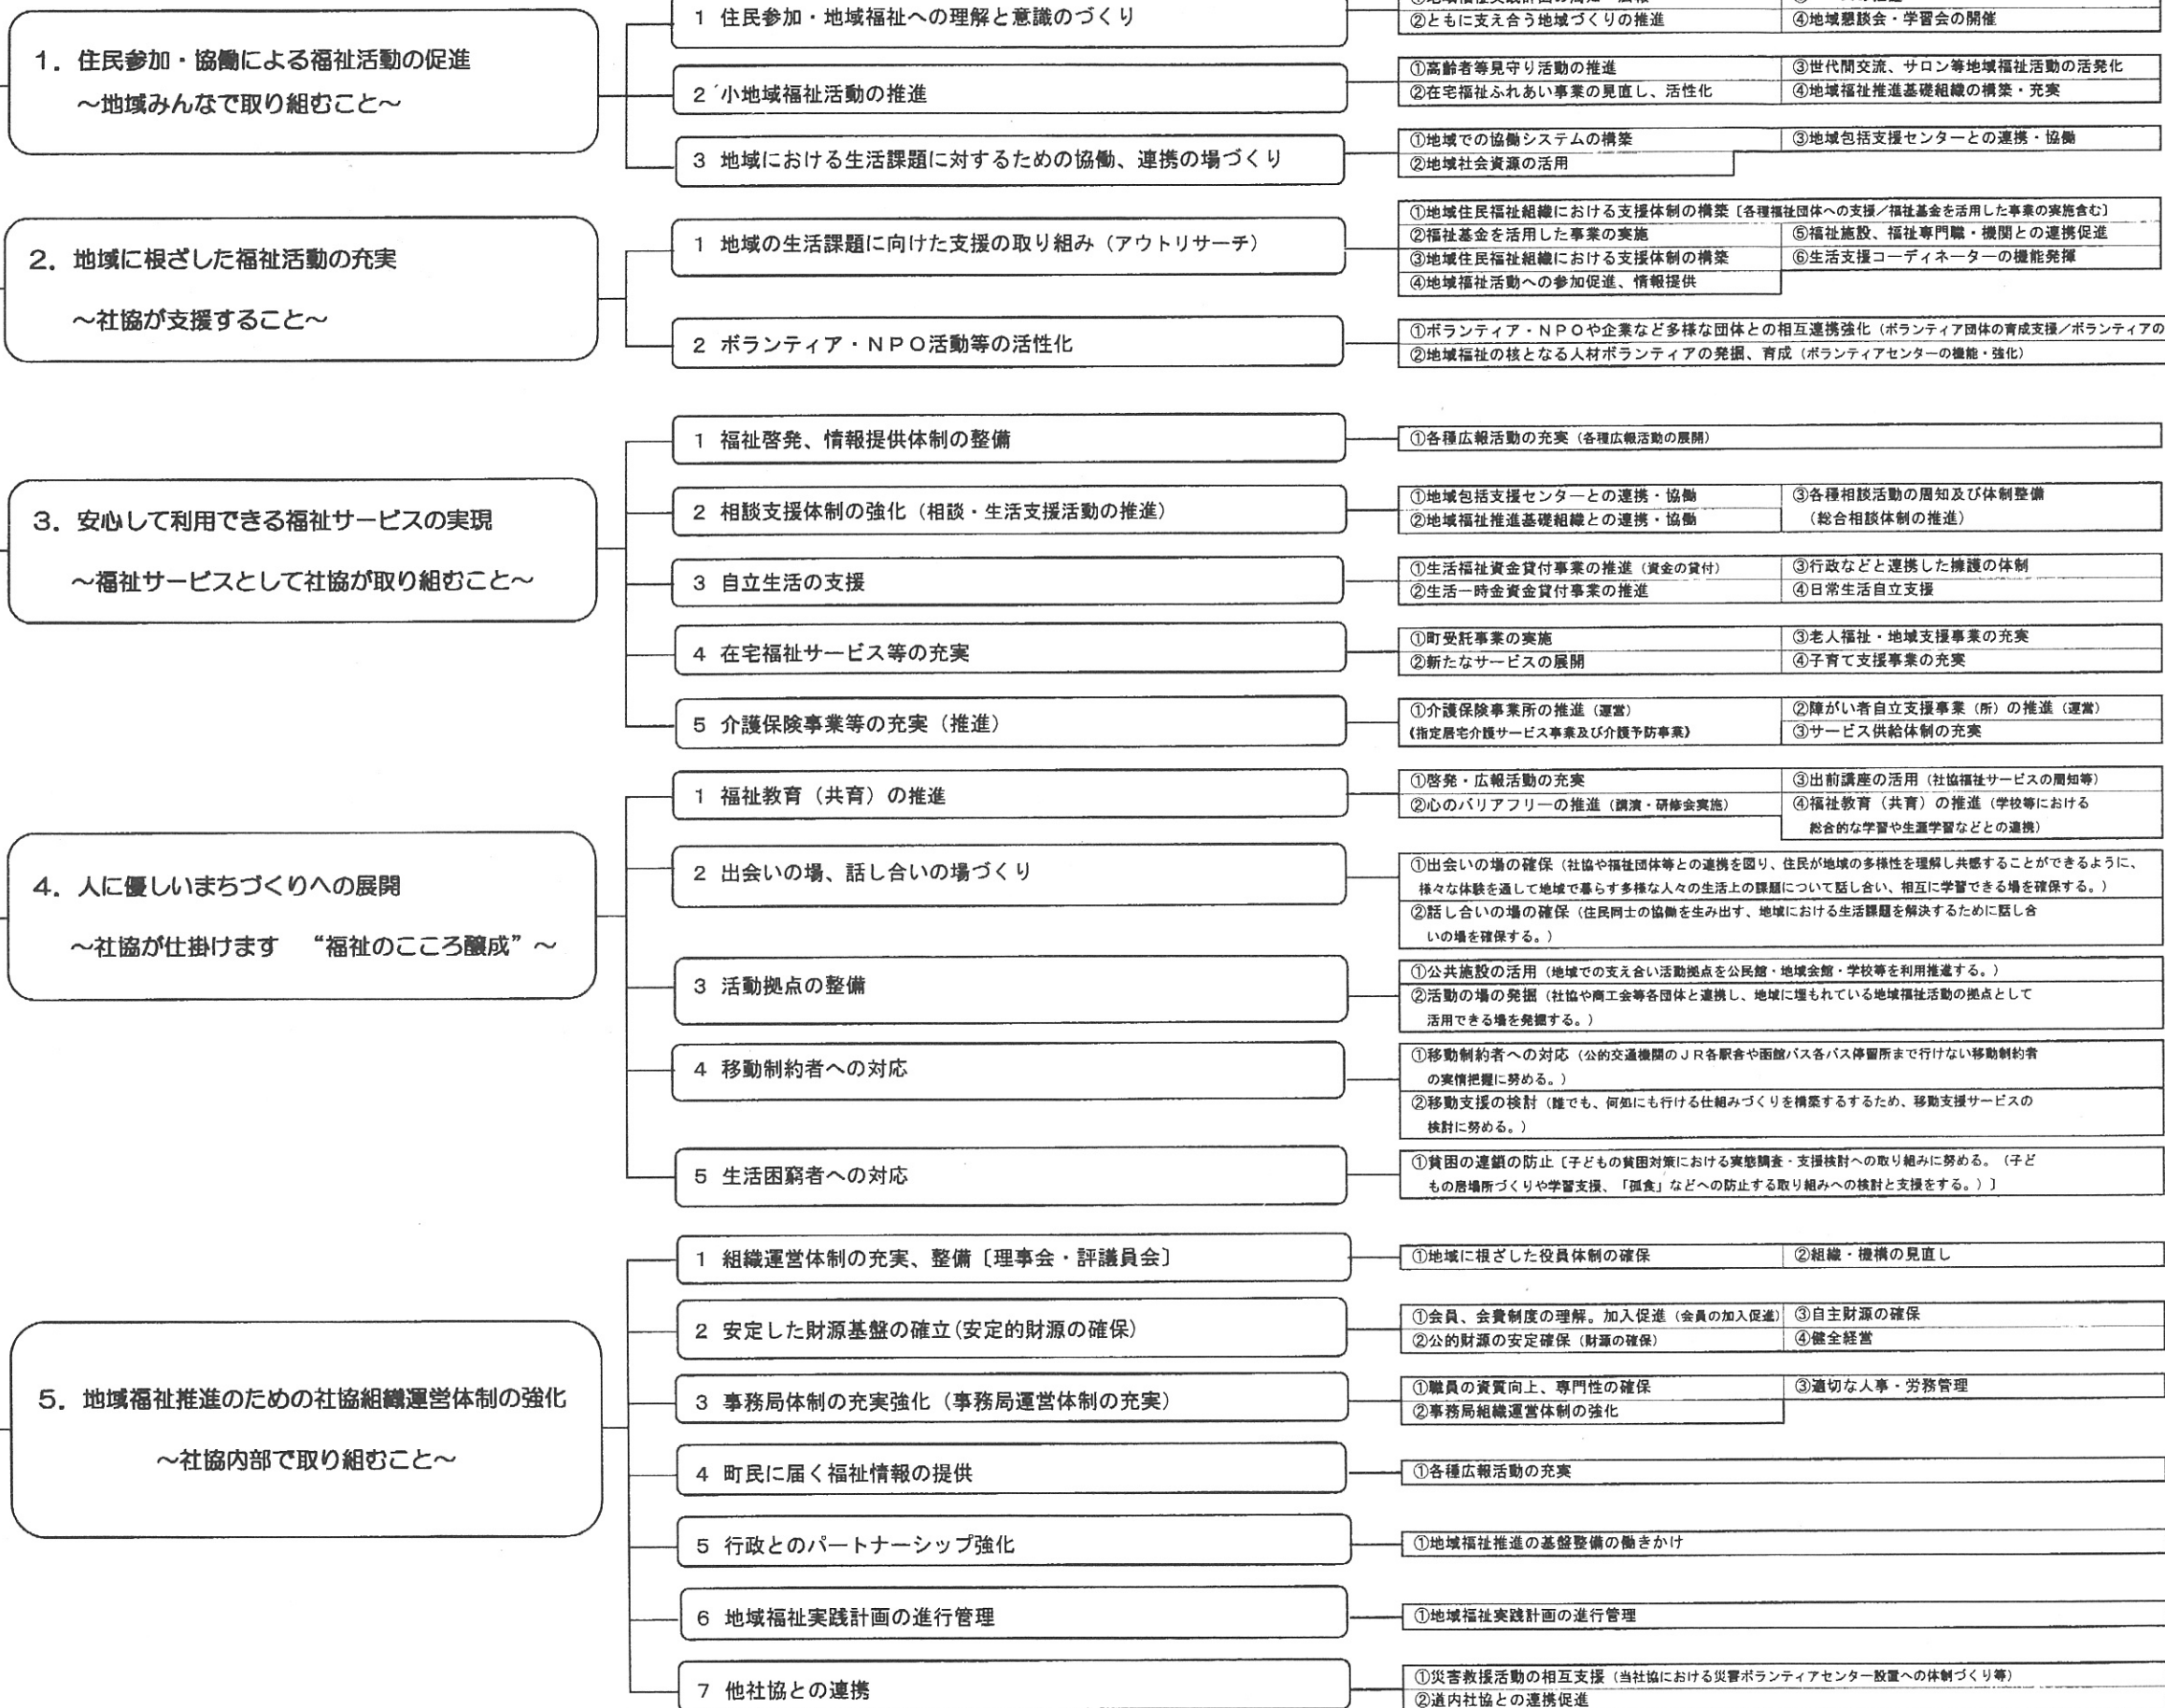 1．住民参加・協働による福祉活動の促進
～地域みんなで取り組むこと～
1 住民参加・地域福祉への理解と意識のづくり
②ともに支え合う地域づくりの推進
④地域懇談会・学習会の開催
2 小地域福祉活動の推進
①高齢者等見守り活動の推進
③世代間交流、サロン等地域福祉活動の活発化
②在宅福祉ふれあい事業の見直し、活性化
④地域福祉推進基礎組織の構築・充実
3 地域における生活課題に対するための協働、連携の場づくり
①地域での協働システムの構築
③地域包括支援センターとの連携・協働
②地域社会資源の活用
2．地域に根ざした福祉活動の充実
～社協が支援すること～
1 地域の生活課題に向けた支援の取り組み（アウトリサーチ）
①地域住民福祉組織における支援体制の構築〔各種福祉団体への支援／福祉基金を活用した事業の実施含む〕
②福祉基金を活用した事業の実施
⑤福祉施設、福祉専門職・機関との連携促進
③地域住民福祉組織における支援体制の構築
⑥生活支援コーディネーターの機能発揮
④地域福祉活動への参加促進、情報提供
2 ボランティア・ＮＰＯ活動等の活性化
①ボランティア・ＮＰＯや企業など多様な団体との相互連携強化（ボランティア団体の育成支援／ボランティアの
②地域福祉の核となる人材ボランティアの発掘、育成（ボランティアセンターの機能・強化）
3．安心して利用できる福祉サービスの実現
～福祉サービスとして社協が取り組むこと～
1 福祉啓発、情報提供体制の整備
①各種広報活動の充実（各種広報活動の展開）
2 相談支援体制の強化（相談・生活支援活動の推進）
①地域包括支援センターとの連携・協働
③各種相談活動の周知及び体制整備
②地域福祉推進基礎組織との連携・協働
（総合相談体制の推進）
3 自立生活の支援
①生活福祉資金貸付事業の推進（資金の貸付）
③行政などと連携した擁護の体制
②生活一時金資金貸付事業の推進
④日常生活自立支援
4 在宅福祉サービス等の充実
①町受託事業の実施
③老人福祉・地域支援事業の充実
②新たなサービスの展開
④子育て支援事業の充実
5 介護保険事業等の充実（推進）
①介護保険事業所の推進（運営）
②障がい者自立支援事業（所）の推進（運営）
《指定居宅介護サービス事業及び介護予防事業》
③サービス供給体制の充実
4．人に優しいまちづくりへの展開
～社協が仕掛けます　“福祉のこころ醸成”～
1 福祉教育（共育）の推進
①啓発・広報活動の充実
③出前講座の活用（社協福祉サービスの周知等）
②心のバリアフリーの推進（講演・研修会実施）
④福祉教育（共育）の推進（学校等における
総合的な学習や生涯学習などとの連携）
2 出会いの場、話し合いの場づくり
①出会いの場の確保（社協や福祉団体等との連携を図り、住民が地域の多様性を理解し共感することができるように、
様々な体験を通して地域で暮らす多様な人々の生活上の課題について話し合い、相互に学習できる場を確保する。）
②話し合いの場の確保（住民同士の協働を生み出す、地域における生活課題を解決するために話し合
いの場を確保する。）
3 活動拠点の整備
①公共施設の活用（地域での支え合い活動拠点を公民館・地域会館・学校等を利用推進する。）
②活動の場の発掘（社協や商工会等各団体と連携し、地域に埋もれている地域福祉活動の拠点として
活用できる場を発掘する。）
4 移動制約者への対応
①移動制約者への対応（公的交通機関のＪＲ各駅舎や函館バス各バス停留所まで行けない移動制約者
の実情把握に努める。）
②移動支援の検討（誰でも、何処にも行ける仕組みづくりを構築するするため、移動支援サービスの
検討に努める。）
5 生活困窮者への対応
①貧困の連鎖の防止〔子どもの貧困対策における実態調査・支援検討への取り組みに努める。（子ど
もの居場所づくりや学習支援、「孤食」などへの防止する取り組みへの検討と支援をする。）〕
5．地域福祉推進のための社協組織運営体制の強化
～社協内部で取り組むこと～
1 組織運営体制の充実、整備〔理事会・評議員会〕
①地域に根ざした役員体制の確保
②組織・機構の見直し
2 安定した財源基盤の確立(安定的財源の確保)
①会員、会費制度の理解。加入促進（会員の加入促進）
③自主財源の確保
②公的財源の安定確保（財源の確保）
④健全経営
3 事務局体制の充実強化（事務局運営体制の充実）
①職員の資質向上、専門性の確保
③適切な人事・労務管理
②事務局組織運営体制の強化
4 町民に届く福祉情報の提供
①各種広報活動の充実
5 行政とのパートナーシップ強化
①地域福祉推進の基盤整備の働きかけ
6 地域福祉実践計画の進行管理
①地域福祉実践計画の進行管理
7 他社協との連携
①災害救援活動の相互支援（当社協における災害ボランティアセンター設置への体制づくり等）
②道内社協との連携促進